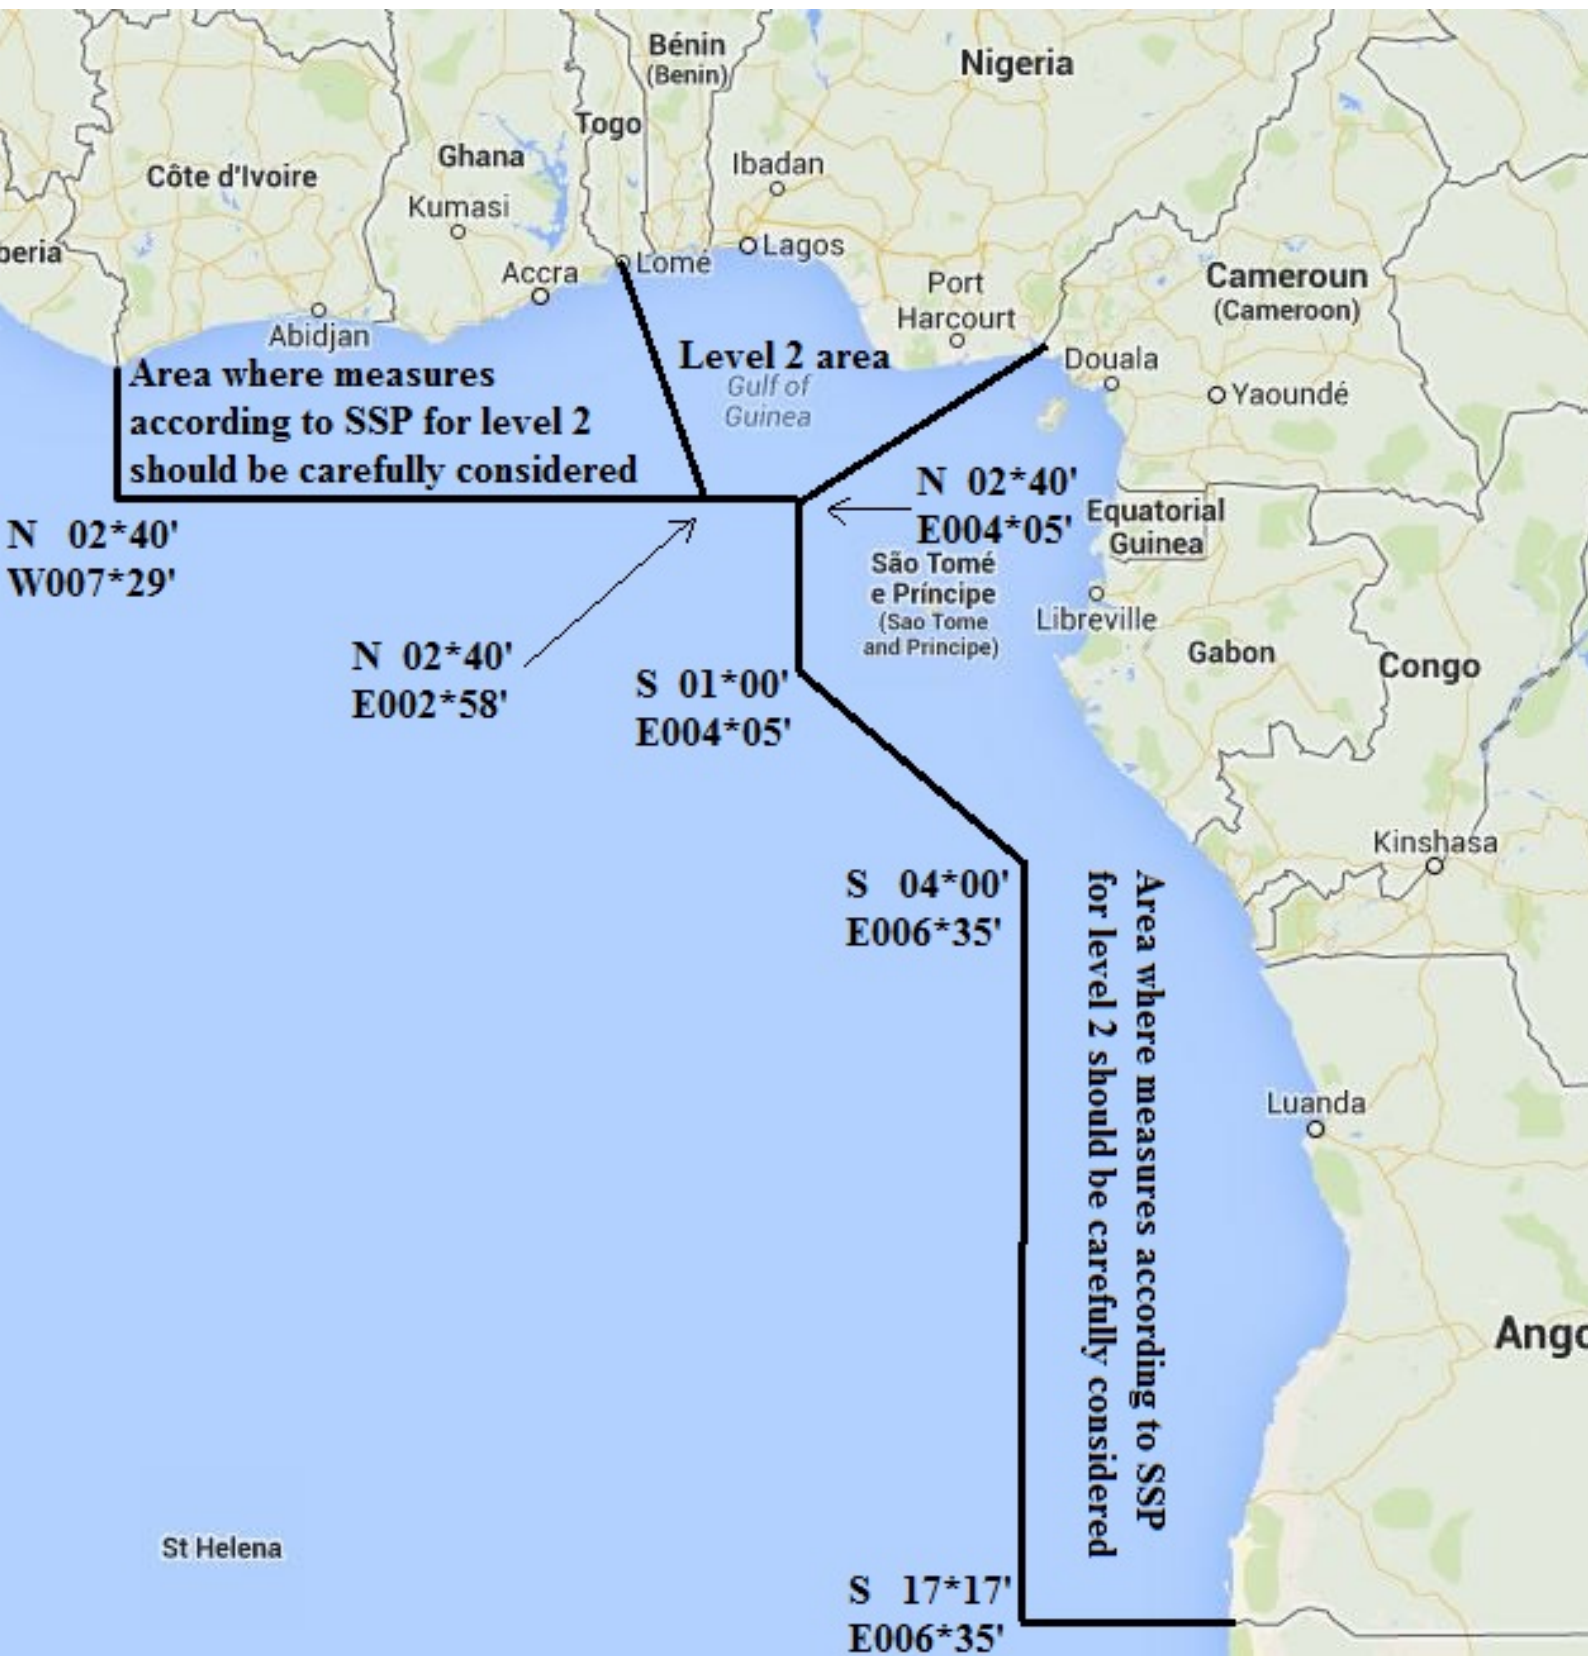 Bénin
(Benin)
Nigeria
Togo
Ghana
Ibadan
Côte d'Ivoire
Kumasi
beria
Lagos
Lomé
Accra
Cameroun
(Cameroon)
Port
Harcourt
Abidjan
Douala
Level 2 area
Gulf of
Guinea
Yaoundé
Area where measures
according to SSP for level 2
should be carefully considered
N 02*40'
E004*05'
Equatorial
Guinea
N 02*40'
W007*29'
São Tomé
e Príncipe
(Sao Tome
and Principe)
Libreville
Gabon
Congo
N 02*40'
E002*58'
S 01*00'
E004*05'
Kinshasa
S 04*00'
E006*35'
Area where measures according to SSP
for level 2 should be carefully considered
Luanda
Ango
St Helena
S 17*17'
E006*35'